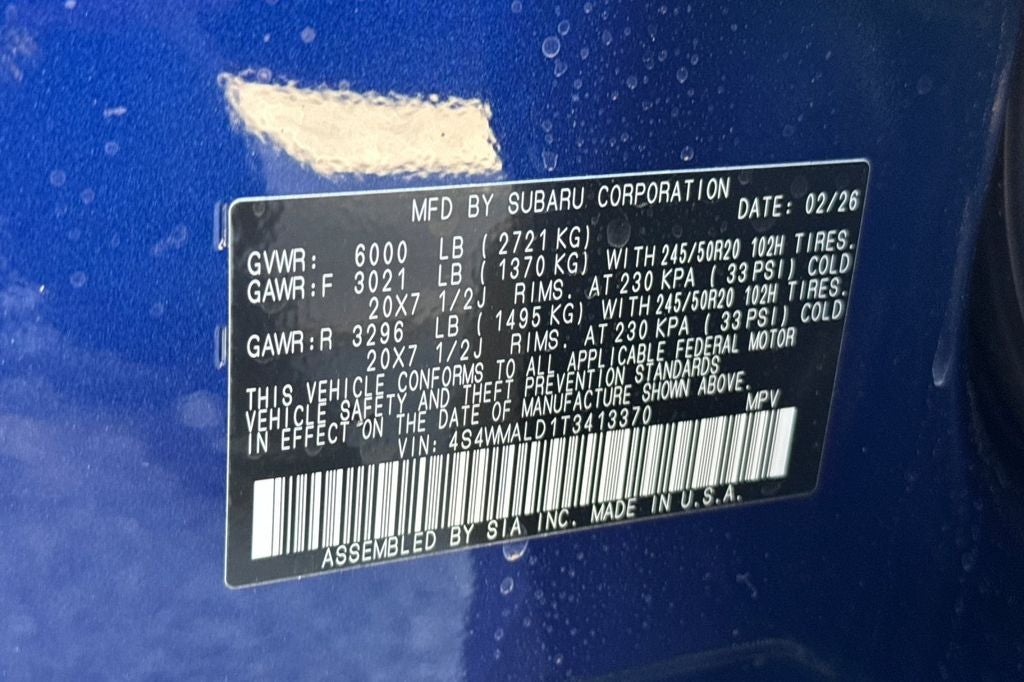 MFD BY SUBARU CORPORATION DATE: 02/26
GVWR: 6000 LB ( 2721 KG)
GAWR:F 3021 LB ( 1370 KG) WITH 245/50R20 102H TIRES.
20X7 1/2J RIMS. AT 230 KPA ( 33 PSI) COLD
GAWR:R 3296 LB ( 1495 KG) WITH 245/50R20 102H TIRES.
20X7 1/2J RIMS. AT 230 KPA ( 33 PSI) COLD
THIS VEHICLE CONFORMS TO ALL APPLICABLE FEDERAL MOTOR
VEHICLE SAFETY AND THEFT PREVENTION STANDARDS
IN EFFECT ON THE DATE OF MANUFACTURE SHOWN ABOVE.
VIN: 4S4WMALD1T3413370 MPV
ASSEMBLED BY SIA INC. MADE IN U.S.A.